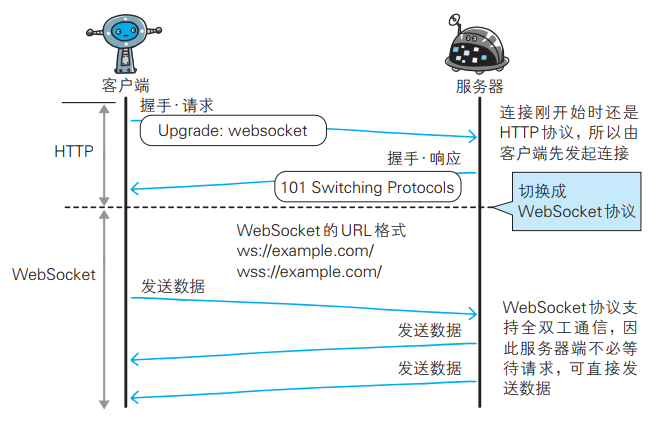 客户端
服务器
握手·请求
Upgrade: websocket
连接刚开始时还是
HTTP协议，所以由
客户端先发起连接
HTTP
握手·响应
101 Switching Protocols
切换成
WebSocket协议
WebSocket的URL格式
ws://example.com/
wss://example.com/
WebSocket
发送数据
WebSocket协议支
持全双工通信，因
此服务器端不必等
待请求，可直接发
送数据
发送数据
发送数据